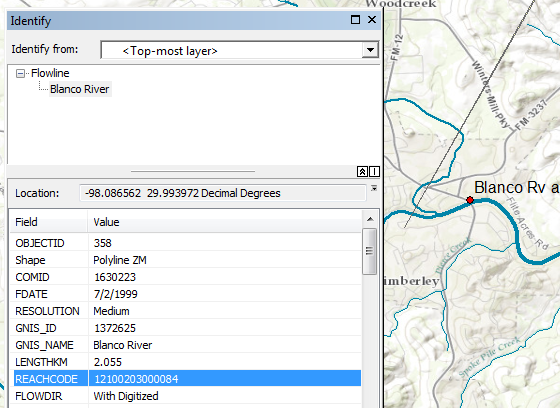 Identify
Identify from: <Top-most layer>
Flowline
Blanco River
Location: -98.086562 29.993972 Decimal Degrees
Field Value
OBJECTID 358
Shape Polyline ZM
COMID 1630223
FDATE 7/2/1999
RESOLUTION Medium
GNIS_ID 1372625
GNIS_NAME Blanco River
LENGTHKM 2.055
REACHCODE 12100203000084
FLOWDIR With Digitized
Woodcreek
FM-12
Winters-Mill-Pky
FM-3237
Blanco Rv a
Flite Acres Rd
Creek
imberley
Creek